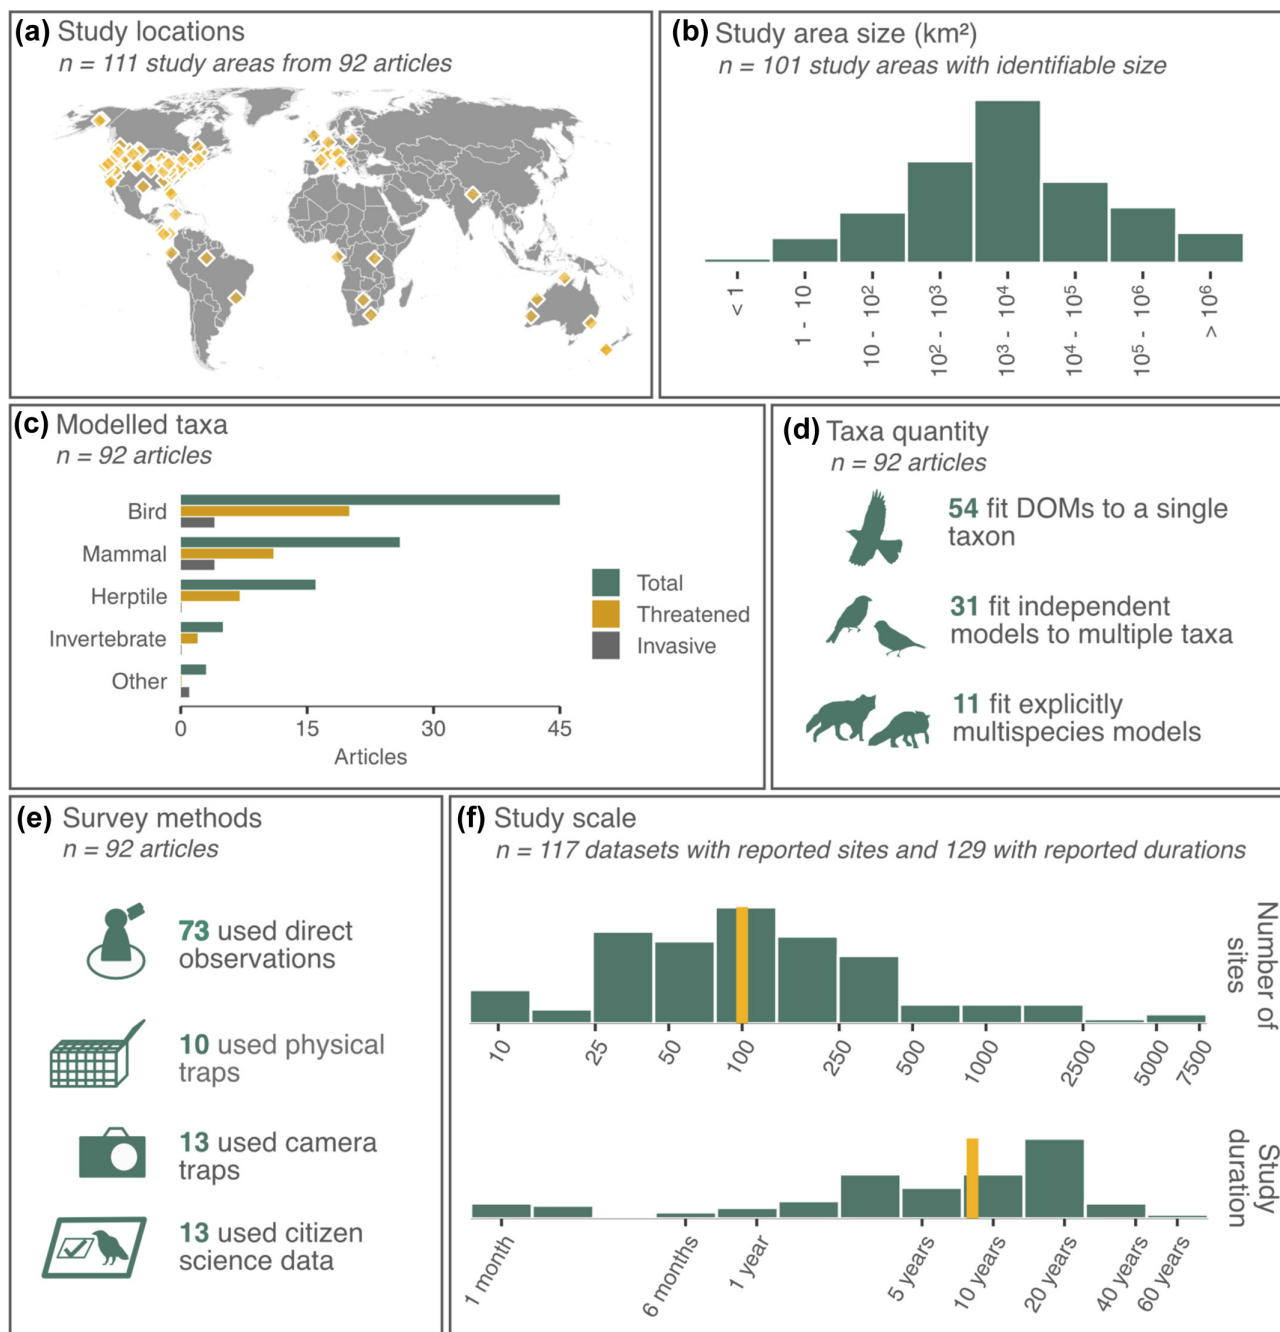 (a) Study locations
n = 111 study areas from 92 articles
(b) Study area size (km²)
n = 101 study areas with identifiable size
< 1
1 - 10
10 - 10²
10² - 10³
10³ - 10⁴
10⁴ - 10⁵
10⁵ - 10⁶
> 10⁶
(c) Modelled taxa
n = 92 articles
Bird
Mammal
Herptile
Invertebrate
Other
0 15 30 45
Articles
Total
Threatened
Invasive
(d) Taxa quantity
n = 92 articles
54 fit DOMs to a single
taxon
31 fit independent
models to multiple taxa
11 fit explicitly
multispecies models
(e) Survey methods
n = 92 articles
73 used direct
observations
10 used physical
traps
13 used camera
traps
13 used citizen
science data
(f) Study scale
n = 117 datasets with reported sites and 129 with reported durations
Number of
sites
10 25 50 100 250 500 1000 2500 5000 7500
Study
duration
1 month
6 months
1 year
5 years
10 years
20 years
40 years
60 years